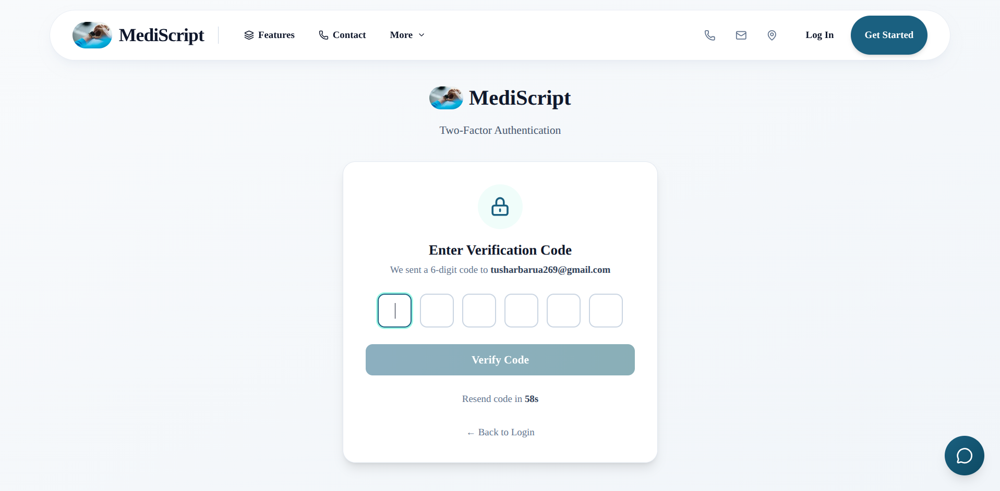 MediScript
Features
Contact
More
Log In
Get Started
MediScript
Two-Factor Authentication
Enter Verification Code
We sent a 6-digit code to tusharbarua269@gmail.com
Verify Code
Resend code in 58s
← Back to Login